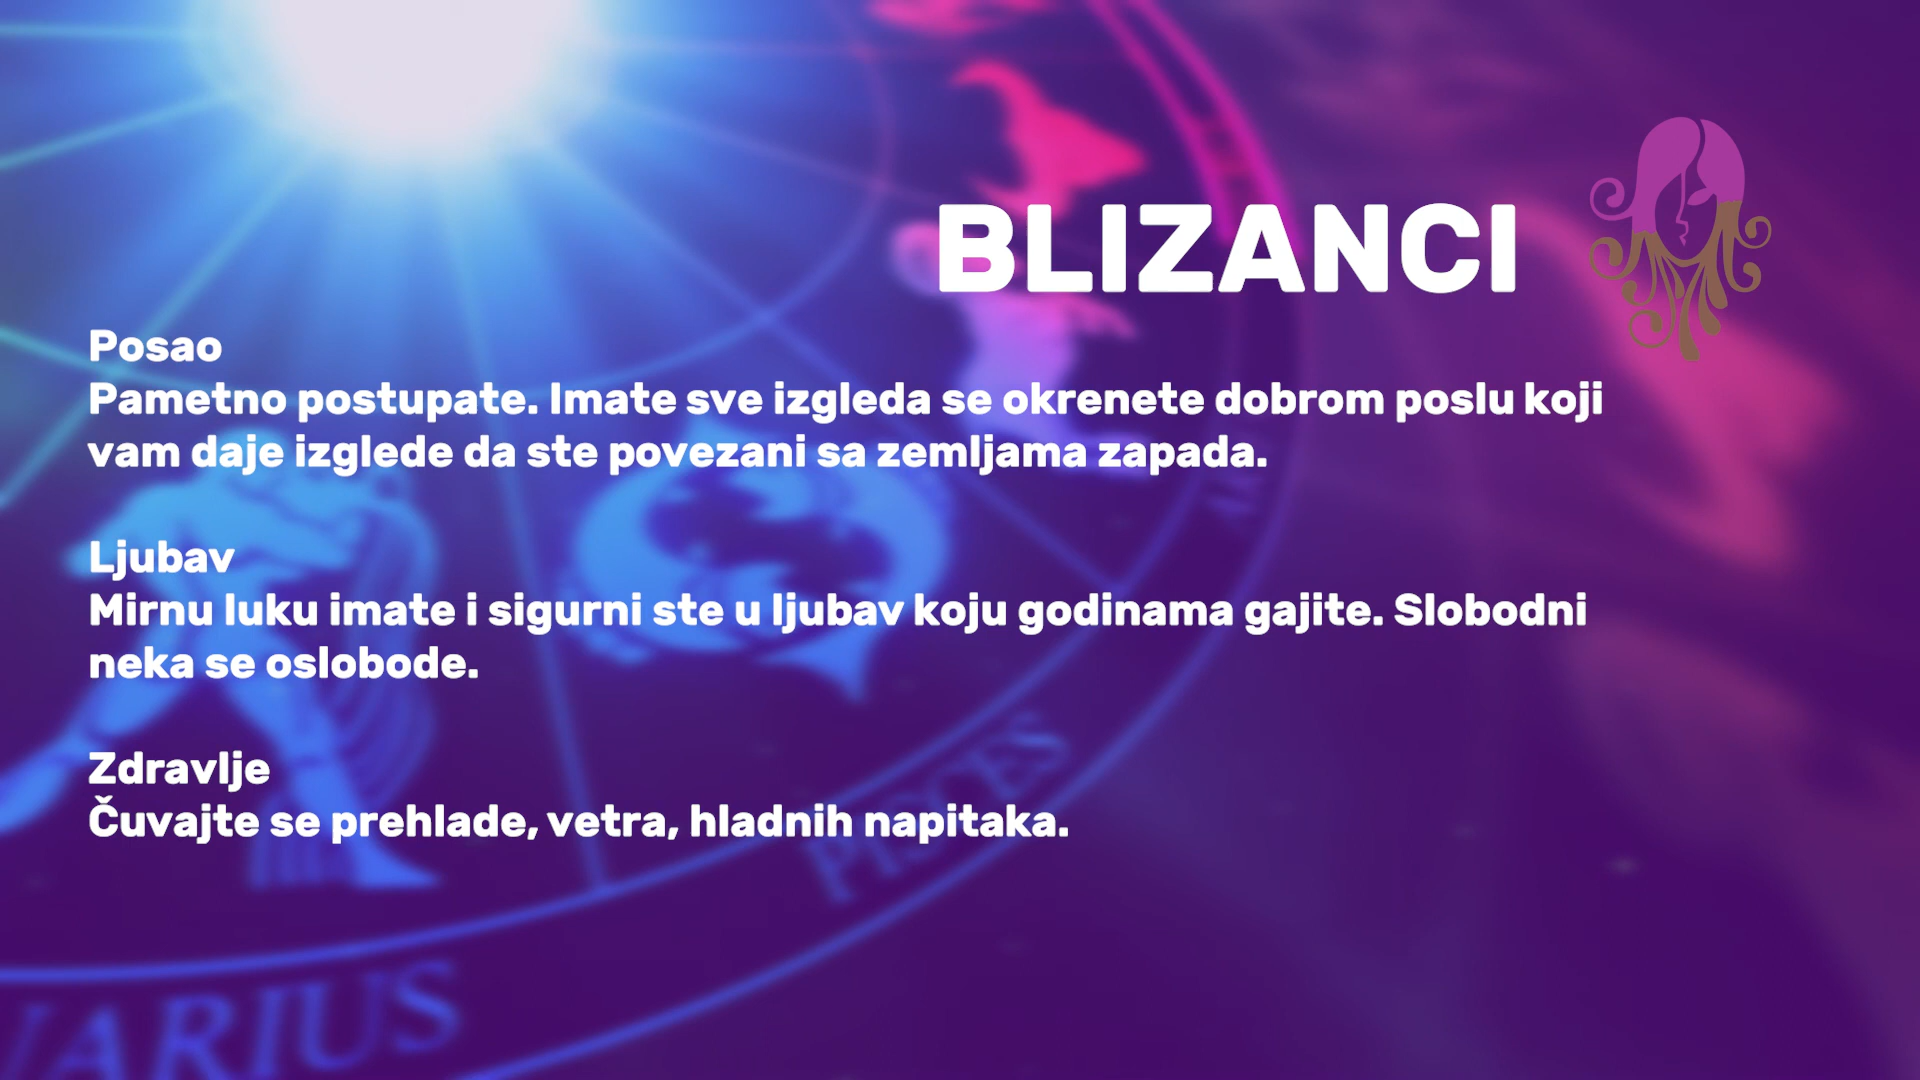 BLIZANCI
Posao
Pametno postupate. Imate sve izgleda se okrenete dobrom poslu koji
vam daje izglede da ste povezani sa zemljama zapada.
Ljubav
Mirnu luku imate i sigurni ste u ljubav koju godinama gajite. Slobodni
neka se oslobode.
Zdravlje
Čuvajte se prehlade, vetra, hladnih napitaka.
PISCES
UARIUS